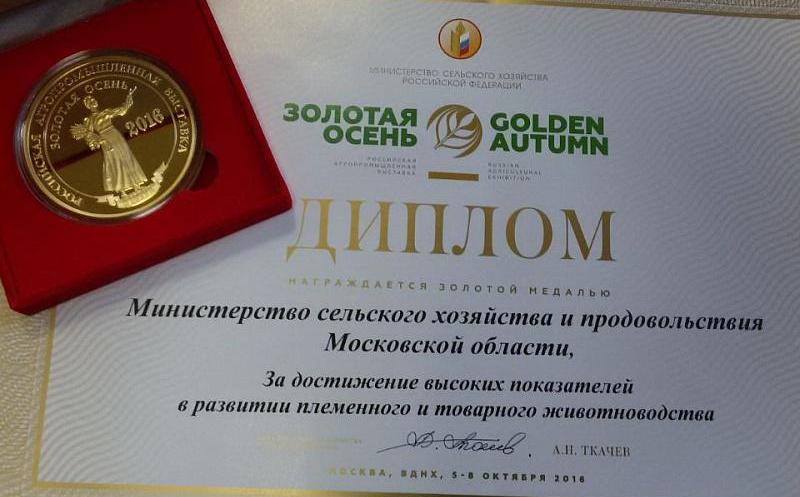 РОССИЙСКАЯ АГРОПРОМЫШЛЕННАЯ ВЫСТАВКА
ЗОЛОТАЯ ОСЕНЬ
2016
МИНИСТЕРСТВО СЕЛЬСКОГО ХОЗЯЙСТВА
РОССИЙСКОЙ ФЕДЕРАЦИИ
ЗОЛОТАЯ
ОСЕНЬ
GOLDEN
AUTUMN
РОССИЙСКАЯ
АГРОПРОМЫШЛЕННАЯ
ВЫСТАВКА
RUSSIAN
AGRICULTURAL
EXHIBITION
ДИПЛОМ
НАГРАЖДАЕТСЯ ЗОЛОТОЙ МЕДАЛЬЮ
Министерство сельского хозяйства и продовольствия
Московской области,
За достижение высоких показателей
в развитии племенного и товарного животноводства
А.Н. ТКАЧЕВ
МОСКВА, ВДНХ, 5-8 ОКТЯБРЯ 2016